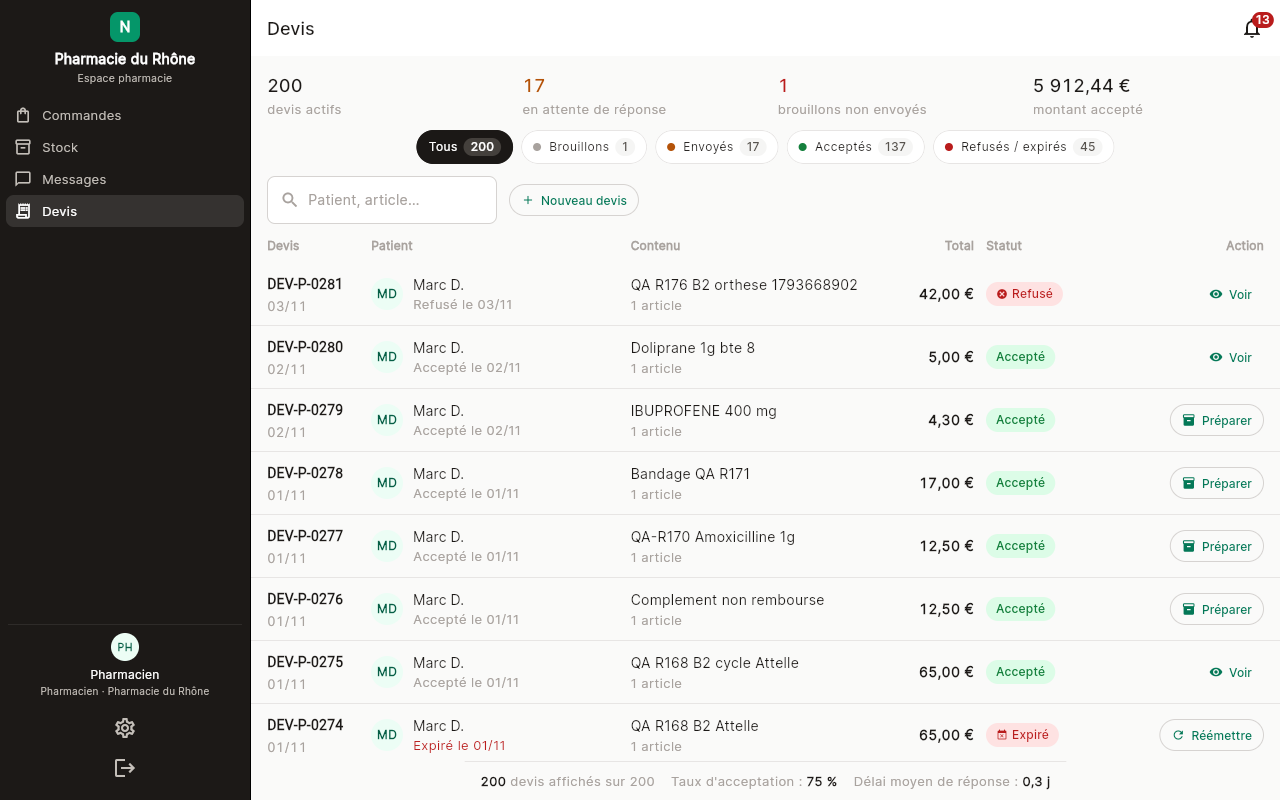 N
Pharmacie du Rhône
Espace pharmacie
Commandes
Stock
Messages
Devis
PH
Pharmacien
Pharmacien · Pharmacie du Rhône
Devis
13
200
devis actifs
17
en attente de réponse
1
brouillons non envoyés
5 912,44 €
montant accepté
Tous 200
Brouillons 1
Envoyés 17
Acceptés 137
Refusés / expirés 45
Patient, article...
Nouveau devis
Devis Patient Contenu Total Statut Action
DEV-P-0281 MD Marc D. QA R176 B2 orthese 1793668902 42,00 € Refusé Voir
03/11 Refusé le 03/11 1 article
DEV-P-0280 MD Marc D. Doliprane 1g bte 8 5,00 € Accepté Voir
02/11 Accepté le 02/11 1 article
DEV-P-0279 MD Marc D. IBUPROFENE 400 mg 4,30 € Accepté Préparer
02/11 Accepté le 02/11 1 article
DEV-P-0278 MD Marc D. Bandage QA R171 17,00 € Accepté Préparer
01/11 Accepté le 01/11 1 article
DEV-P-0277 MD Marc D. QA-R170 Amoxicilline 1g 12,50 € Accepté Préparer
01/11 Accepté le 01/11 1 article
DEV-P-0276 MD Marc D. Complement non rembourse 12,50 € Accepté Préparer
01/11 Accepté le 01/11 1 article
DEV-P-0275 MD Marc D. QA R168 B2 cycle Attelle 65,00 € Accepté Voir
01/11 Accepté le 01/11 1 article
DEV-P-0274 MD Marc D. QA R168 B2 Attelle 65,00 € Expiré Réémettre
01/11 Expiré le 01/11 1 article
200 devis affichés sur 200 Taux d'acceptation : 75 % Délai moyen de réponse : 0,3 j